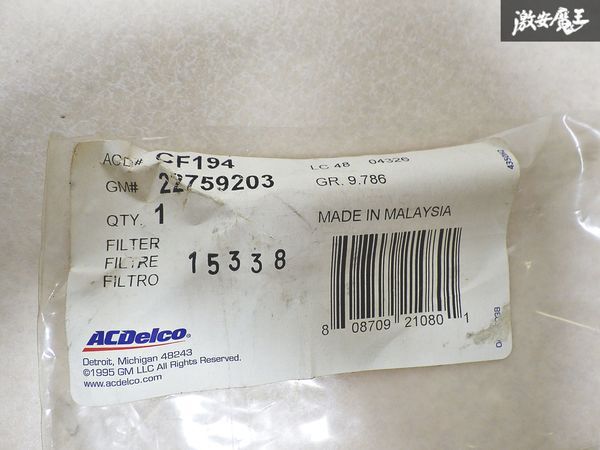 激安魔王
ACD# CF194
LC 48 04326
GM# 22759203
GR. 9.786
QTY. 1
MADE IN MALAYSIA
FILTER
FILTRE 15338
FILTRO
8 08709 21080 1
ACDelco
Detroit, Michigan 48243
©1995 GM LLC All Rights Reserved.
www.acdelco.com